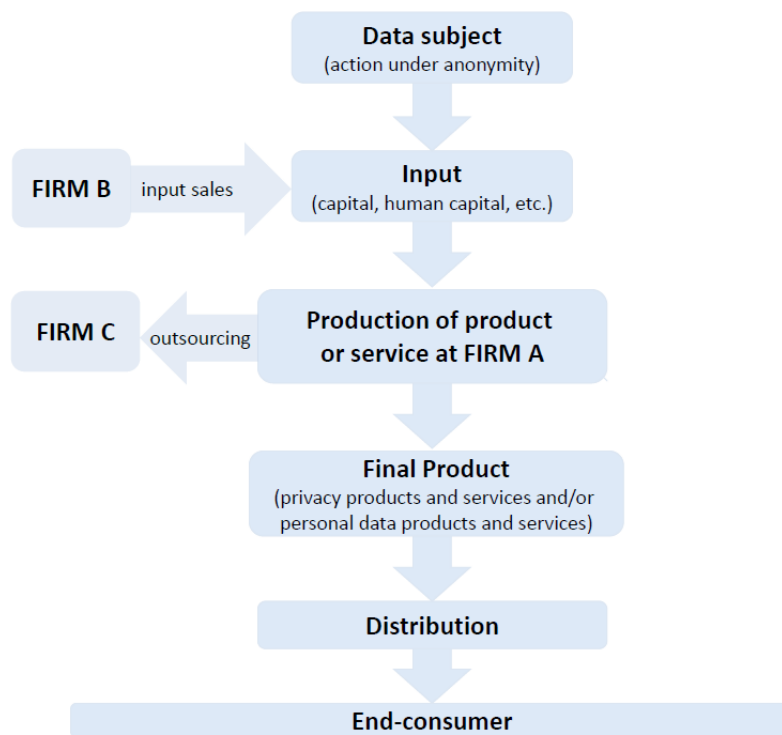 Data subject
(action under anonymity)
FIRM B
input sales
Input
(capital, human capital, etc.)
FIRM C
outsourcing
Production of product
or service at FIRM A
Final Product
(privacy products and services and/or
personal data products and services)
Distribution
End-consumer